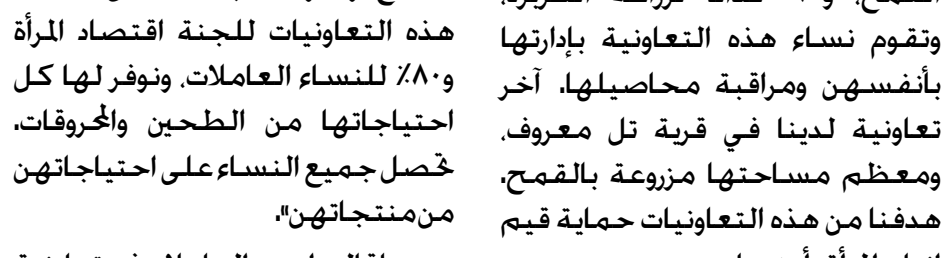 وتقوم نساء هذه التعاونية بإدارتها
بأنفسهن ومراقبة محاصيلها. آخر
تعاونية لدينا في قرية تل معروف،
ومعظم مساحتها مزروعة بالقمح.
هدفنا من هذه التعاونيات حماية قيم
هذه التعاونيات للجنة اقتصاد المرأة
و٨٠٪ للنساء العاملات، ونوفر لها كل
احتياجاتها من الطحين والمحروقات.
تحصل جميع النساء على احتياجاتهن
من منتجاتهن".